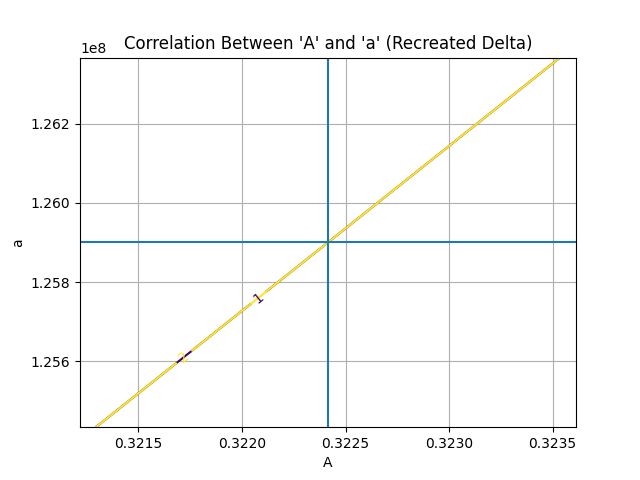 Correlation Between 'A' and 'a' (Recreated Delta)
1e8
1.262
1.260
1.258
1.256
a
1
0.3215
0.3220
0.3225
0.3230
0.3235
A